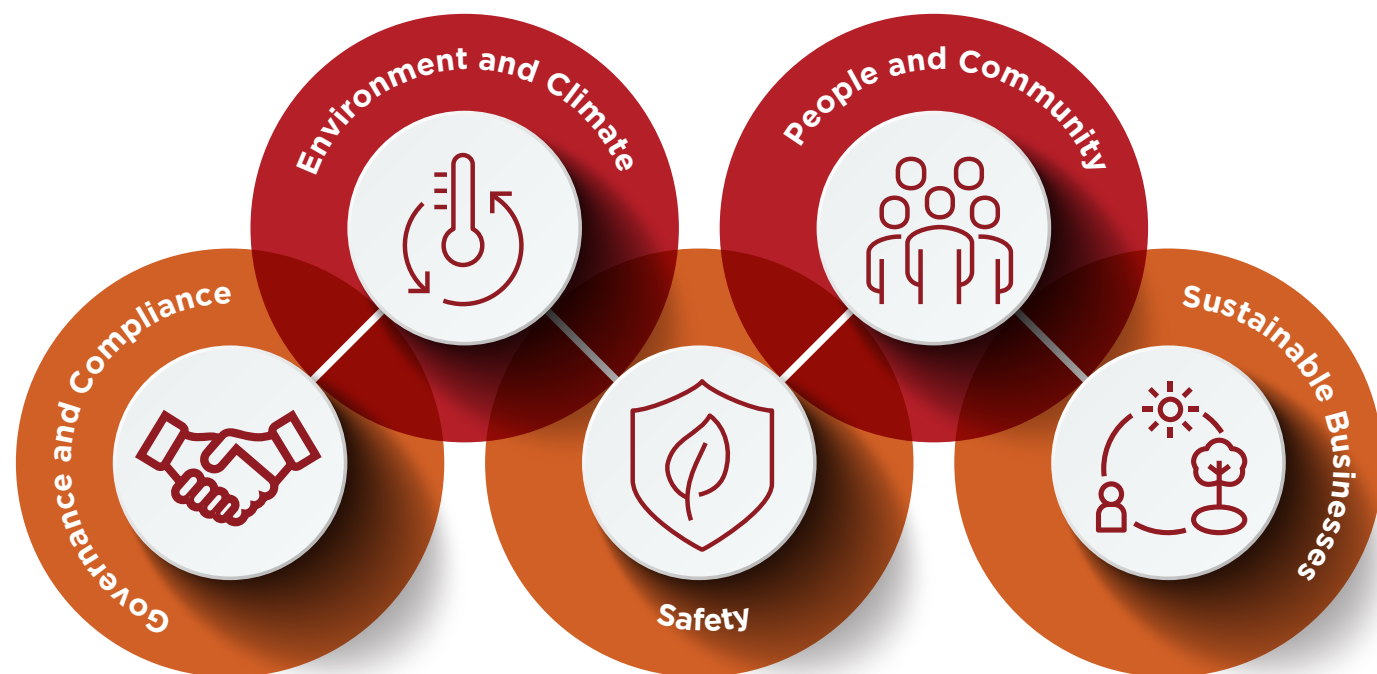 Governance and Compliance
Environment and Climate
Safety
People and Community
Sustainable Businesses